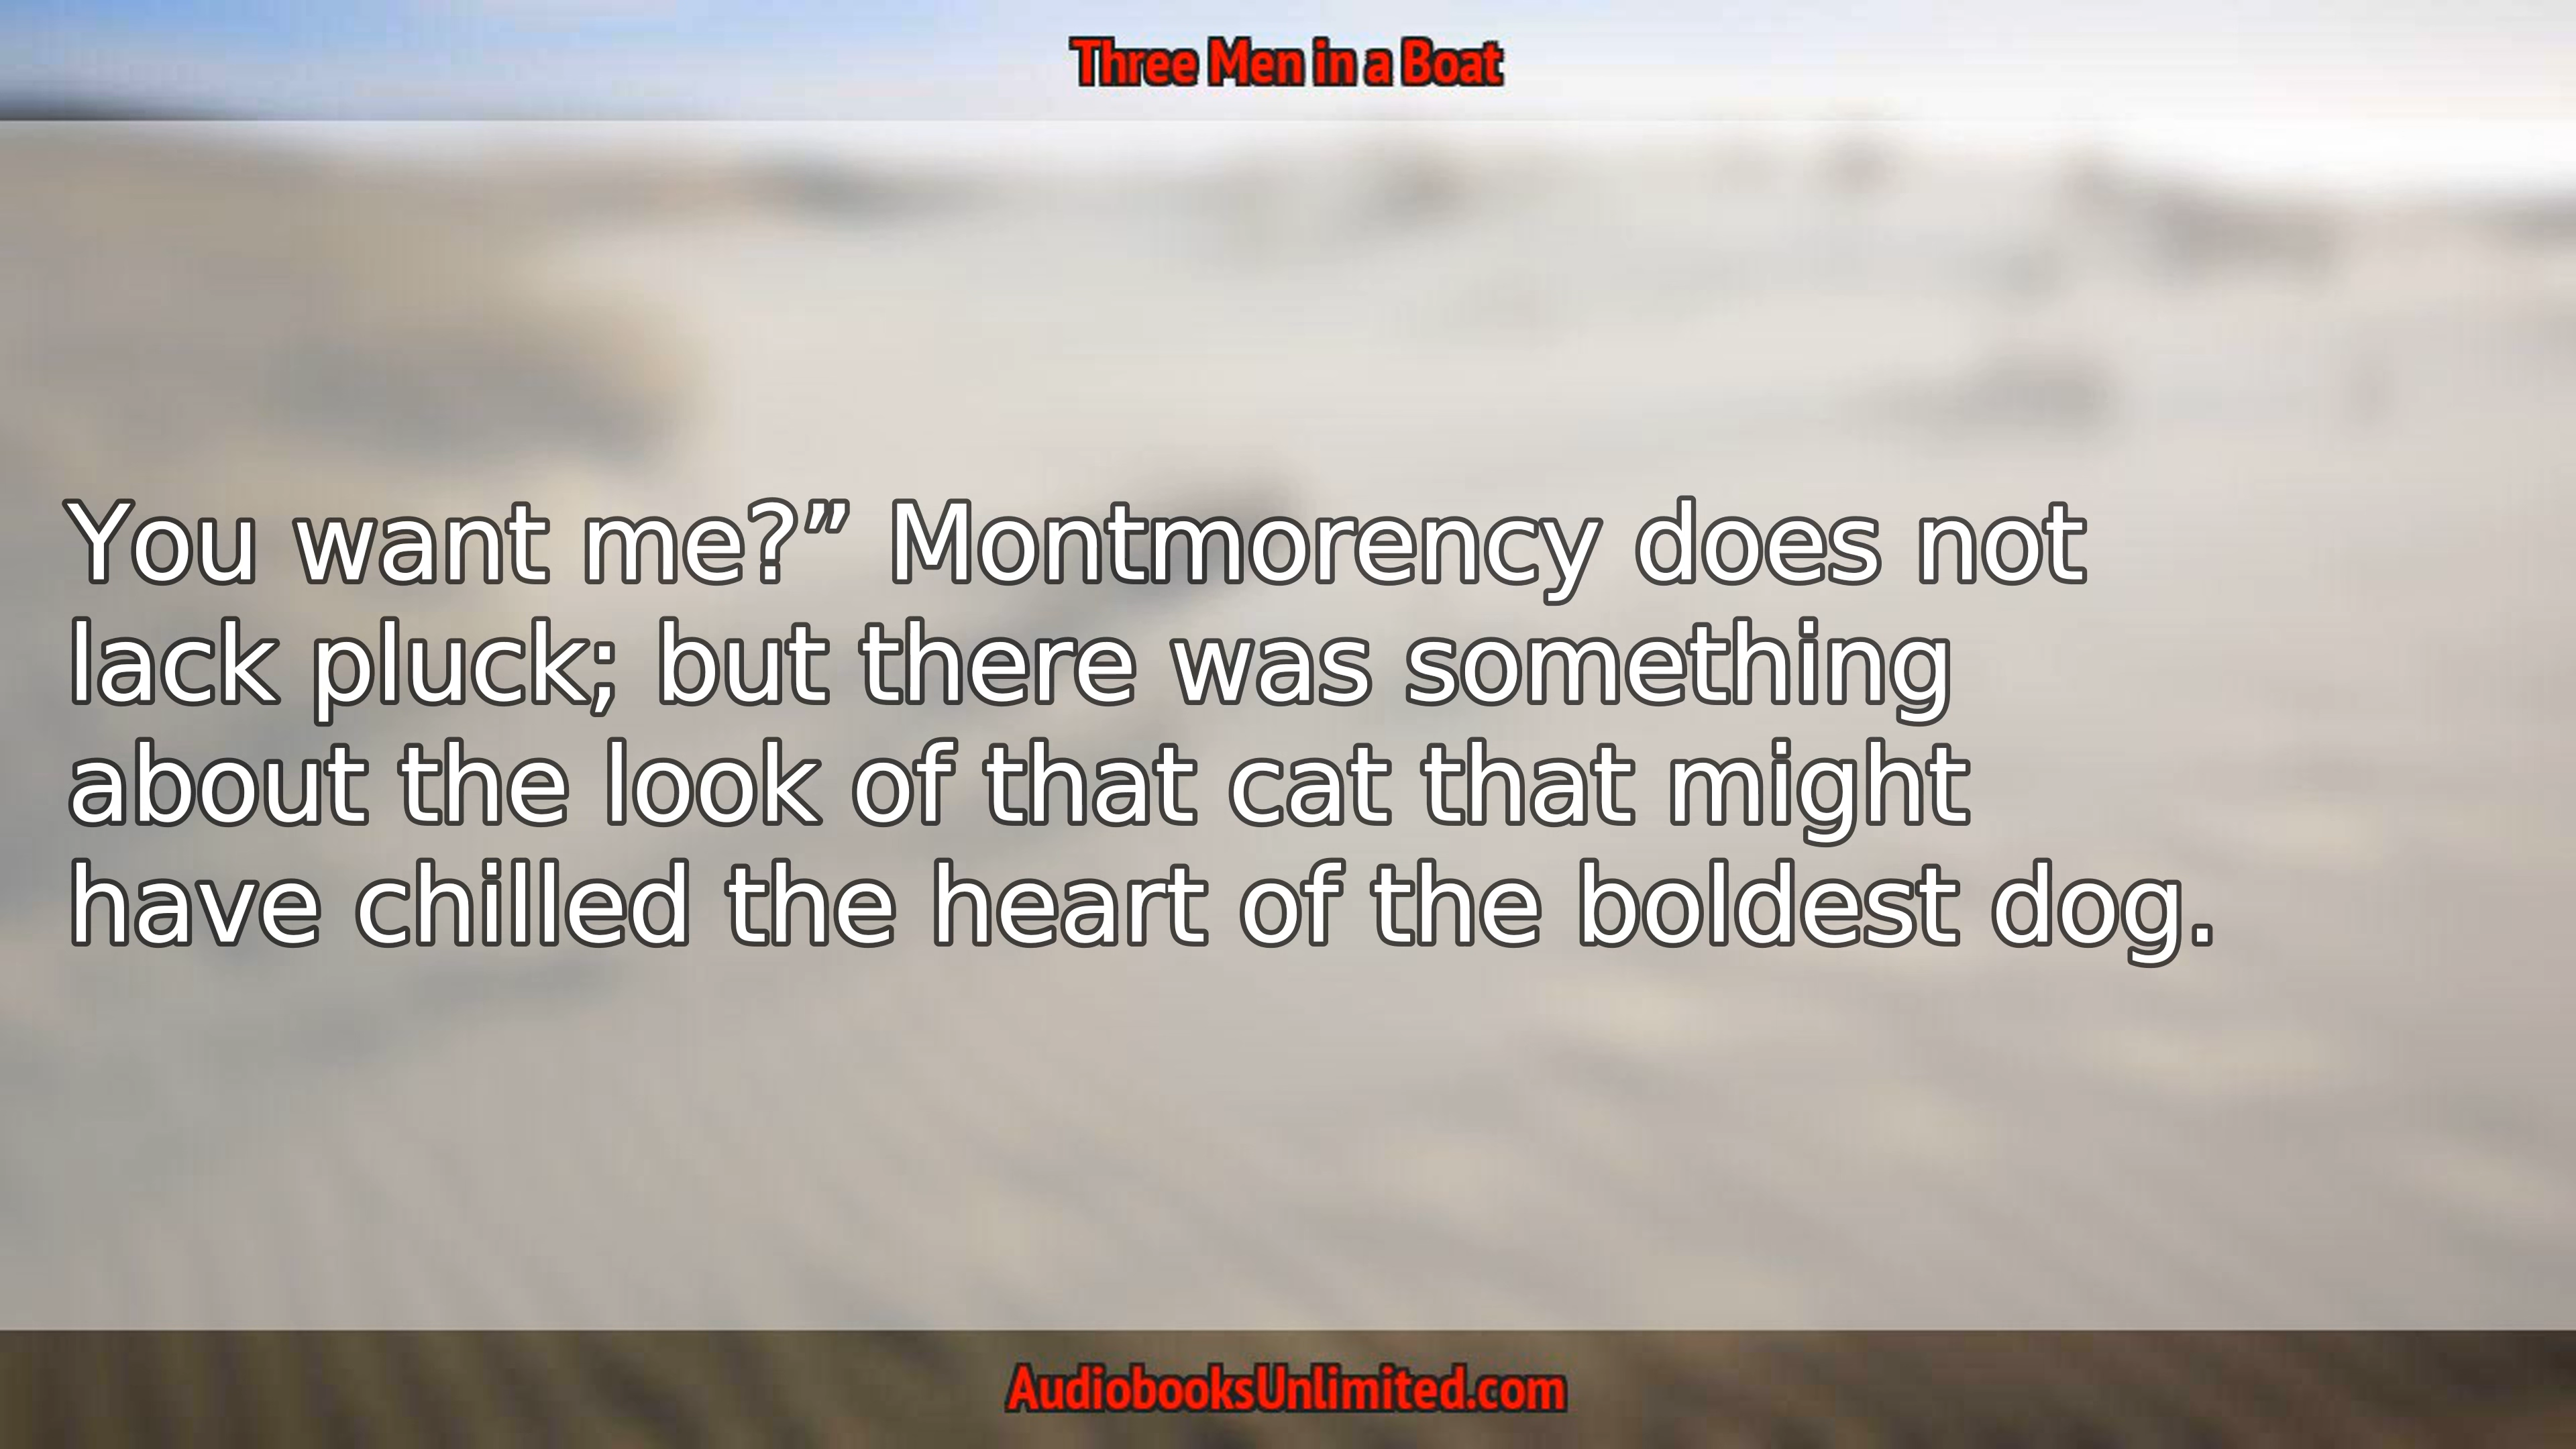 Three Men in a Boat
You want me?” Montmorency does not
lack pluck; but there was something
about the look of that cat that might
have chilled the heart of the boldest dog.
AudiobooksUnlimited.com